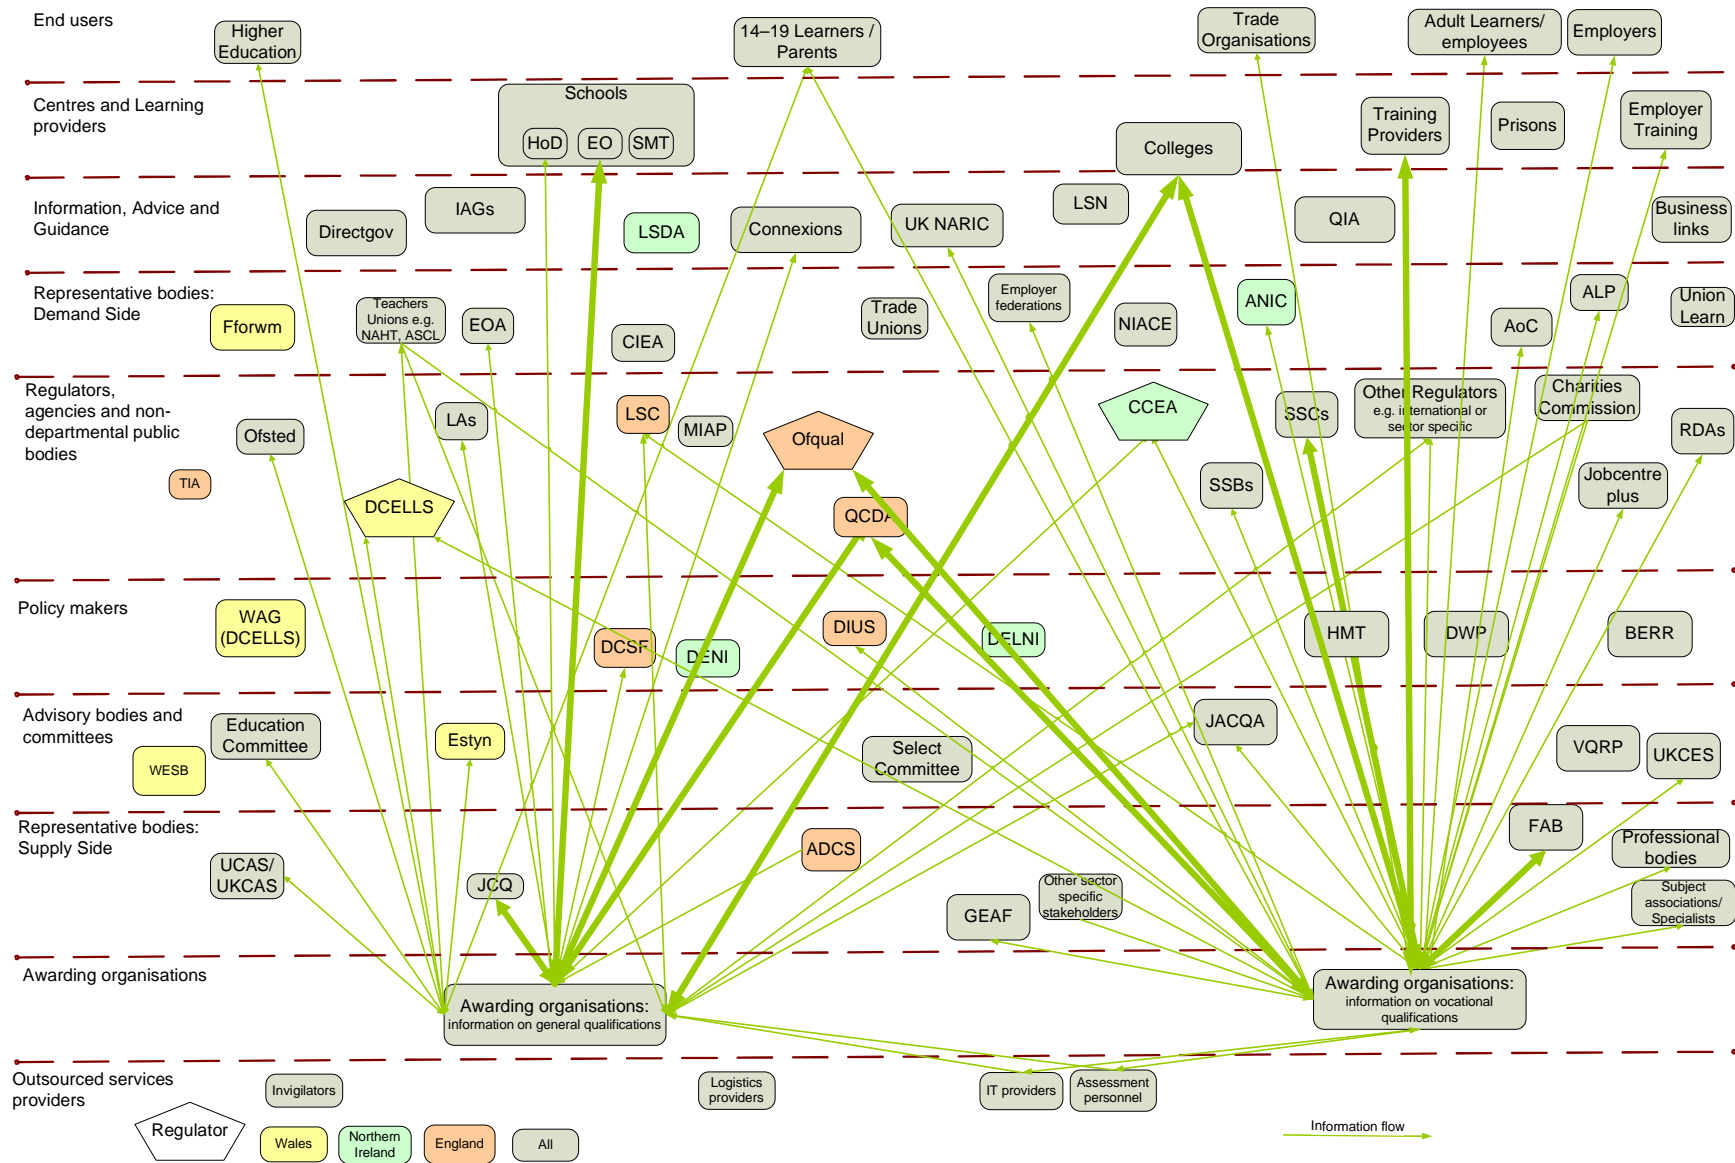 End users
Higher
Education
14–19 Learners /
Parents
Trade
Organisations
Adult Learners/
employees
Employers
Centres and Learning
providers
Schools
HoD
EO
SMT
Colleges
Training
Providers
Prisons
Employer
Training
Information, Advice and
Guidance
Directgov
IAGs
LSDA
Connexions
UK NARIC
LSN
QIA
Business
links
Representative bodies:
Demand Side
Fforwm
Teachers
Unions e.g.
NAHT, ASCL
EOA
CIEA
Trade
Unions
Employer
federations
NIACE
ANIC
AoC
ALP
Union
Learn
Regulators,
agencies and non-
departmental public
bodies
TIA
Ofsted
DCELLS
LAs
LSC
MIAP
Ofqual
QCDA
CCEA
SSBs
SSCs
Other Regulators
e.g. international or
sector specific
Charities
Commission
Jobcentre
plus
RDAs
Policy makers
WAG
(DCELLS)
DCSF
DENI
DIUS
DELNI
HMT
DWP
BERR
Advisory bodies and
committees
WESB
Education
Committee
Estyn
Select
Committee
JACQA
VQRP
UKCES
Representative bodies:
Supply Side
UCAS/
UKCAS
JCQ
ADCS
GEAF
Other sector
specific
stakeholders
FAB
Professional
bodies
Subject
associations/
Specialists
Awarding organisations
Awarding organisations:
information on general qualifications
Awarding organisations:
information on vocational
qualifications
Outsourced services
providers
Invigilators
Logistics
providers
IT providers
Assessment
personnel
Regulator
Wales
Northern
Ireland
England
All
Information flow